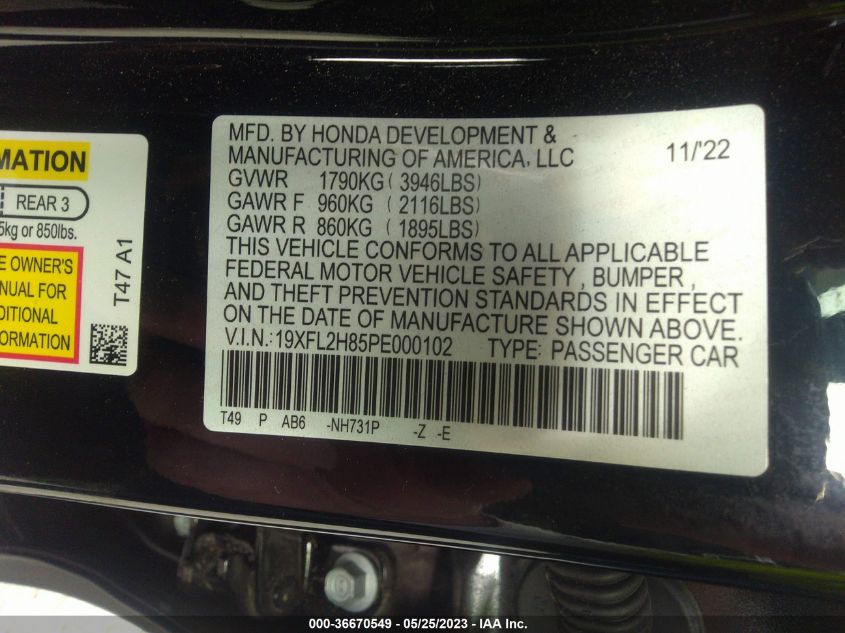 MATION
REAR 3
5kg or 850lbs.
E OWNER'S
NUAL FOR
DITIONAL
FORMATION
T47 A1
MFD. BY HONDA DEVELOPMENT &
MANUFACTURING OF AMERICA, LLC 11/'22
GVWR 1790KG ( 3946LBS)
GAWR F 960KG ( 2116LBS)
GAWR R 860KG ( 1895LBS)
THIS VEHICLE CONFORMS TO ALL APPLICABLE
FEDERAL MOTOR VEHICLE SAFETY, BUMPER,
AND THEFT PREVENTION STANDARDS IN EFFECT
ON THE DATE OF MANUFACTURE SHOWN ABOVE.
V.I.N.:19XFL2H85PE000102 TYPE: PASSENGER CAR
T49 P AB6 -NH731P -Z -E
000-36670549 - 05/25/2023 - IAA Inc.